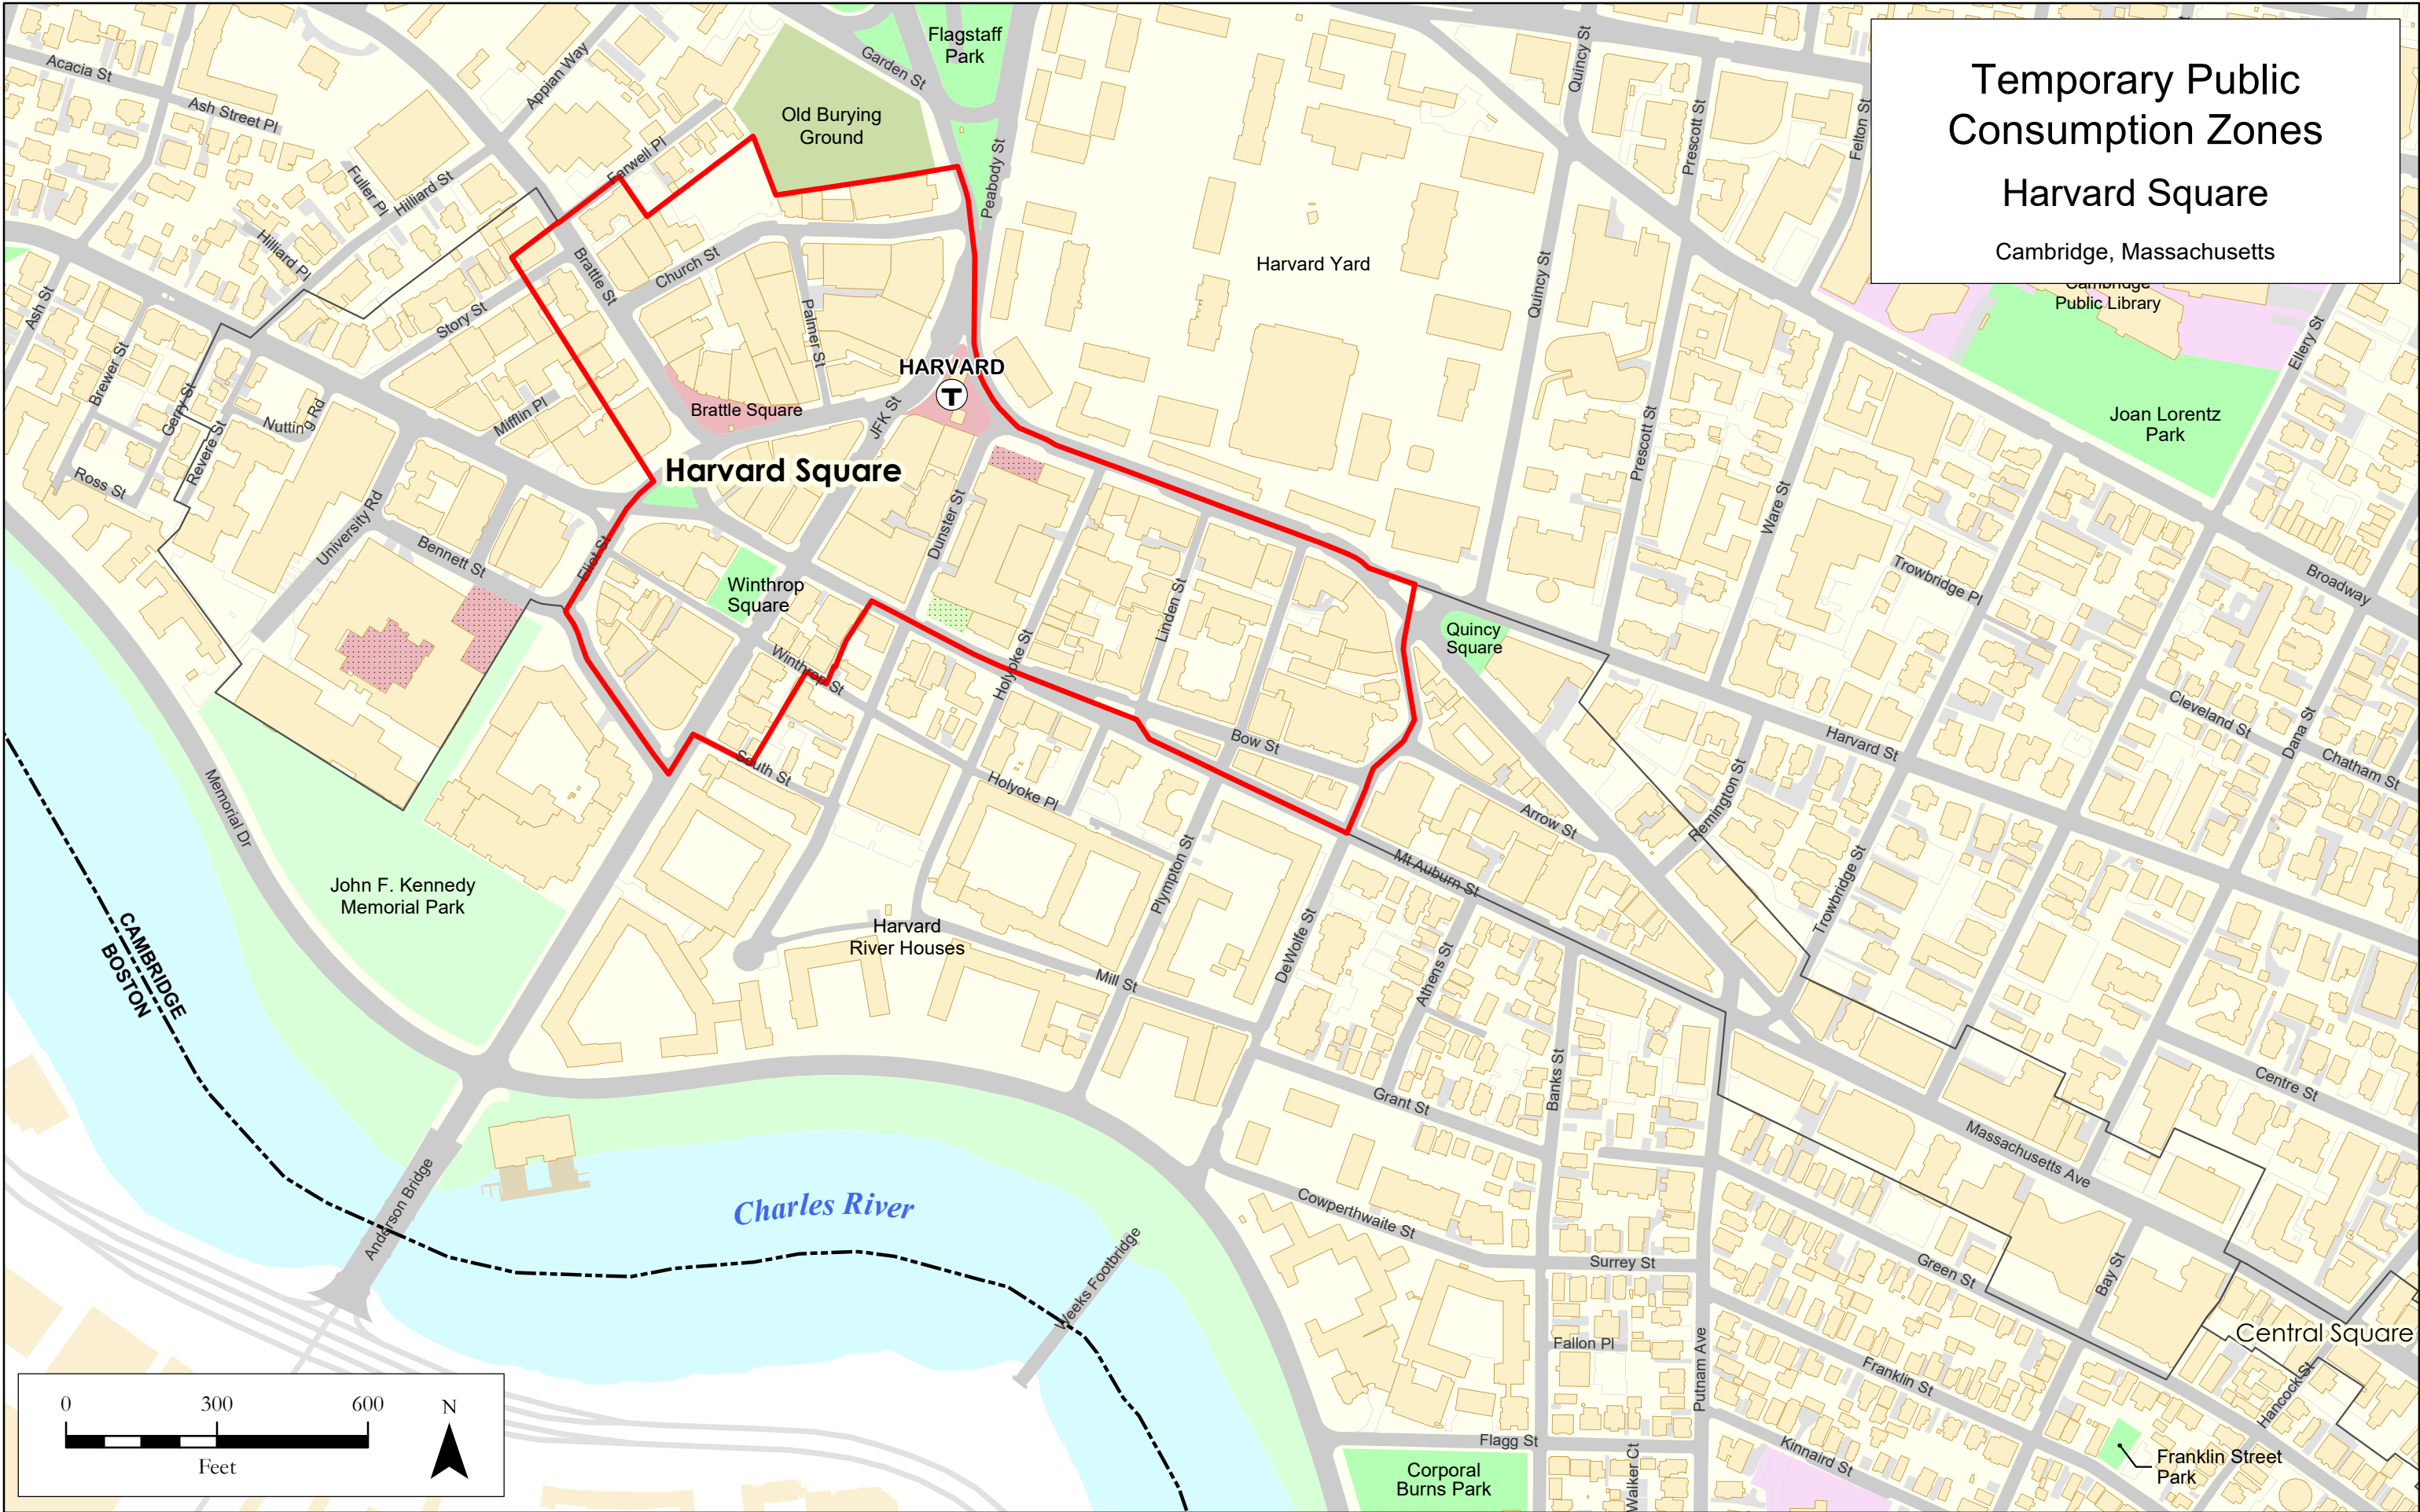 Temporary Public
Consumption Zones
Harvard Square
Cambridge, Massachusetts
Flagstaff
Park
Garden St
Quincy St
Acacia St
Appian Way
Ash Street Pl
Old Burying
Ground
Peabody St
Prescott St
Felton St
Farwell Pl
Fuller Pl
Hilliard St
Hilliard Pl
Brattle St
Church St
Harvard Yard
Quincy St
Cambridge
Public Library
Ash St
Story St
Palmer St
Ellery St
Brewer St
Gerry St
HARVARD
T
Brattle Square
JFK St
Mifflin Pl
Nutting Rd
Revere St
Joan Lorentz
Park
Prescott St
Harvard Square
Ross St
University Rd
Dunster St
Ware St
Bennett St
Eliot St
Winthrop
Square
Linden St
Trowbridge Pl
Broadway
Quincy
Square
Winthrop St
Holyoke St
Cleveland St
Dana St
Harvard St
Chatham St
Bow St
South St
Holyoke Pl
Memorial Dr
Remington St
Arrow St
Mt Auburn St
Plympton St
Trowbridge St
John F. Kennedy
Memorial Park
Harvard
River Houses
CAMBRIDGE
BOSTON
DeWolfe St
Athens St
Mill St
Banks St
Grant St
Centre St
Massachusetts Ave
Anderson Bridge
Charles River
Cowperthwaite St
Weeks Footbridge
Surrey St
Green St
Bay St
Fallon Pl
Putnam Ave
Central Square
Franklin St
Hancock St
0 300 600
Feet
N
Flagg St
Walker Ct
Kinnaird St
Corporal
Burns Park
Franklin Street
Park